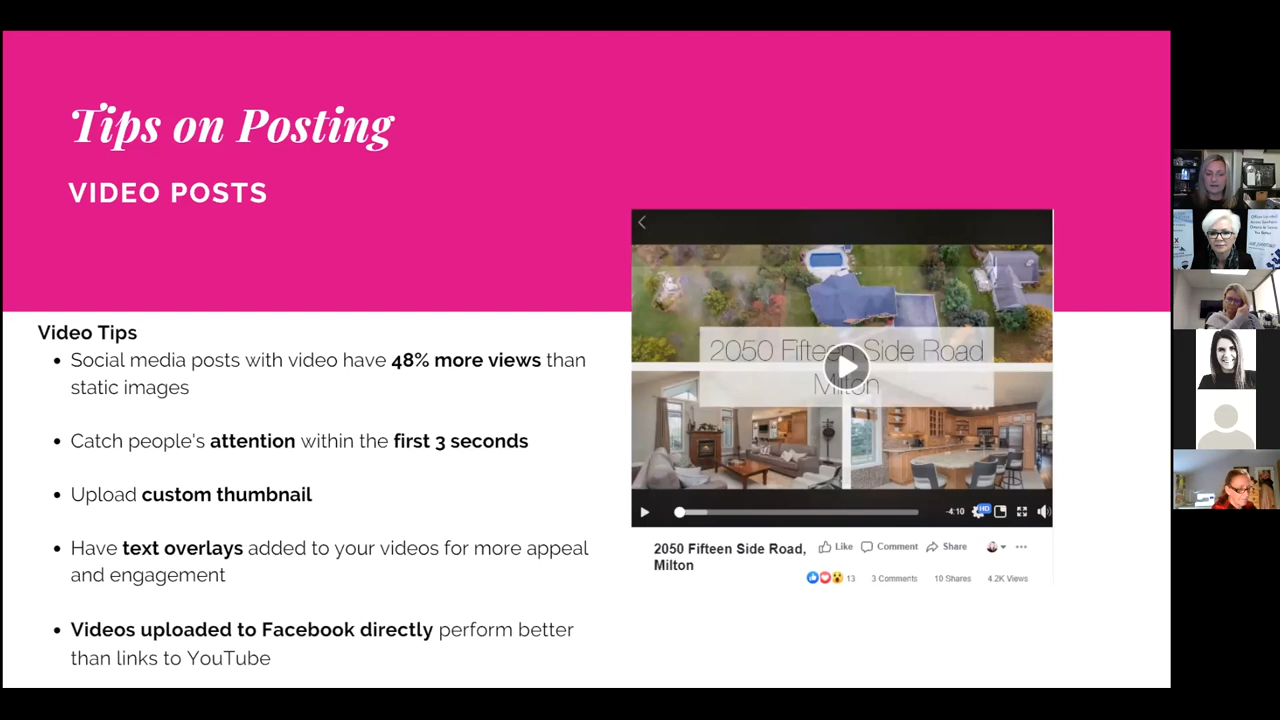 Tips on Posting
VIDEO POSTS
Video Tips
• Social media posts with video have 48% more views than
static images
• Catch people's attention within the first 3 seconds
• Upload custom thumbnail
• Have text overlays added to your videos for more appeal
and engagement
• Videos uploaded to Facebook directly perform better
than links to YouTube
2050 Fifteen Side Road
Milton
-4:10
HD
2050 Fifteen Side Road,
Milton
Like Comment Share
13 3 Comments 10 Shares 4.2K Views